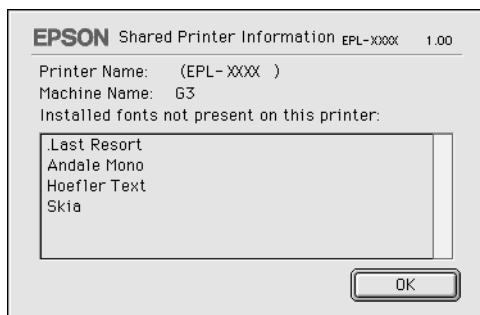 EPSON Shared Printer Information EPL-XXXX 1.00
Printer Name: (EPL-XXXX )
Machine Name: G3
Installed fonts not present on this printer:
.Last Resort
Andale Mono
Hoefler Text
Skia
OK